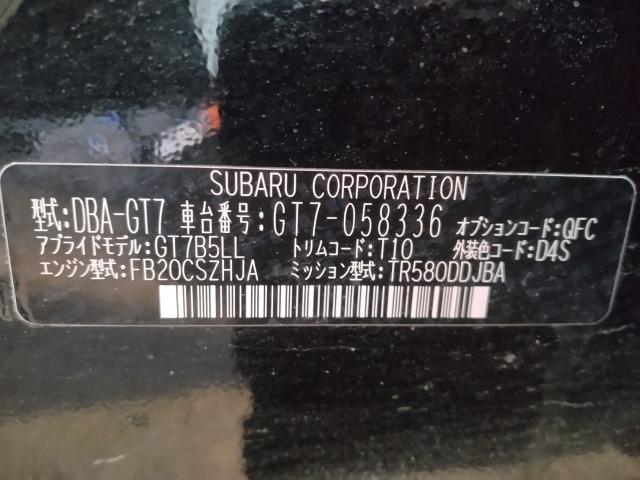 SUBARU CORPORATION
型式:DBA-GT7 車台番号:GT7-058336 オプションコード:QFC
アプライドモデル:GT7B5LL トリムコード:T10 外装色コード:D4S
エンジン型式:FB20CSZHJA ミッション型式:TR580DDJBA